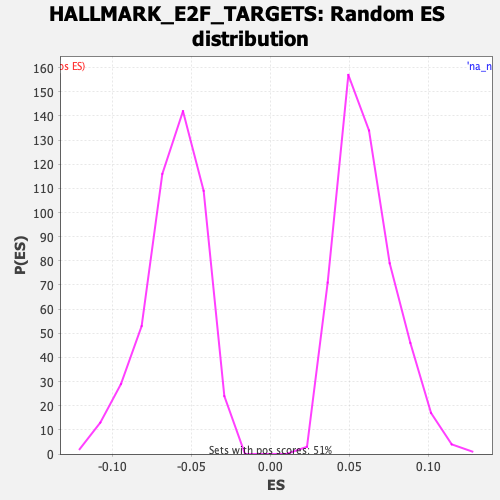 HALLMARK_E2F_TARGETS: Random ES
distribution
os ES)
'na_n
160
150
140
130
120
110
100
90
80
70
60
50
40
30
20
10
0
P(ES)
Sets with pos scores: 51%
-0.10 -0.05 0.00 0.05 0.10
ES